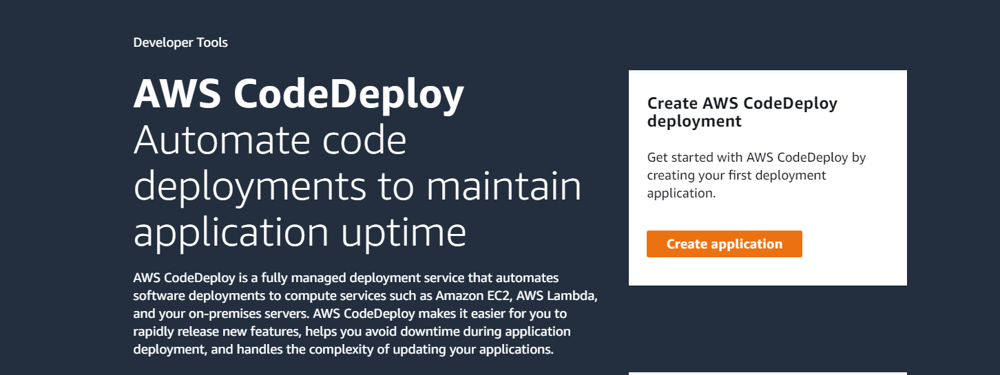 Developer Tools
AWS CodeDeploy
Automate code
deployments to maintain
application uptime
AWS CodeDeploy is a fully managed deployment service that automates
software deployments to compute services such as Amazon EC2, AWS Lambda,
and your on-premises servers. AWS CodeDeploy makes it easier for you to
rapidly release new features, helps you avoid downtime during application
deployment, and handles the complexity of updating your applications.
Create AWS CodeDeploy
deployment
Get started with AWS CodeDeploy by
creating your first deployment
application.
Create application